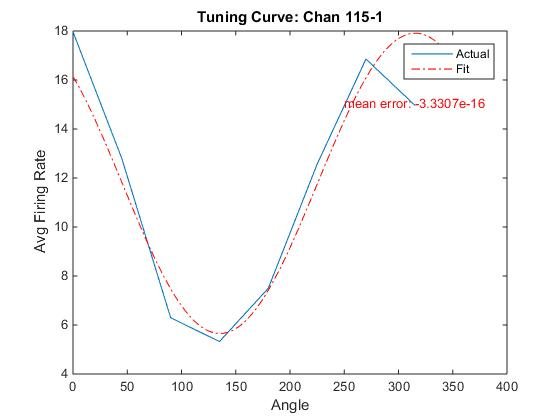 Tuning Curve: Chan 115-1
18
16
14
12
10
8
6
4
Avg Firing Rate
Actual
Fit
mean error: -3.3307e-16
0 50 100 150 200 250 300 350 400
Angle